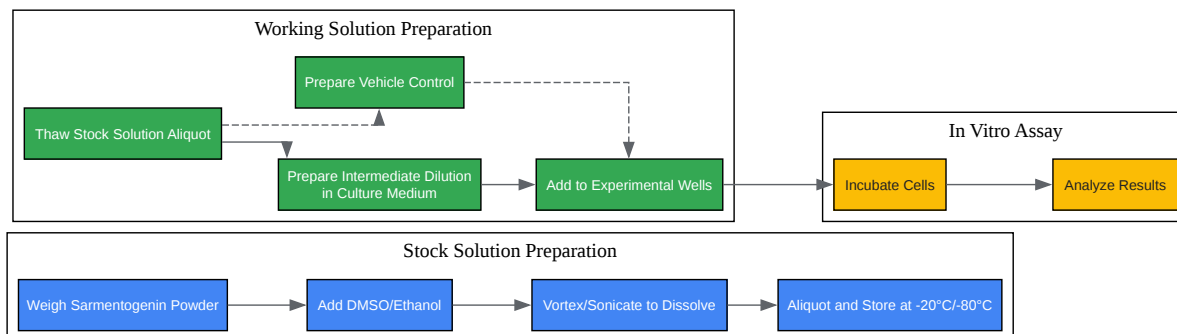 Working Solution Preparation
Prepare Vehicle Control
Thaw Stock Solution Aliquot
Prepare Intermediate Dilution
in Culture Medium
Add to Experimental Wells
In Vitro Assay
Incubate Cells
Analyze Results
Stock Solution Preparation
Weigh Sarmentogenin Powder
Add DMSO/Ethanol
Vortex/Sonicate to Dissolve
Aliquot and Store at -20°C/-80°C